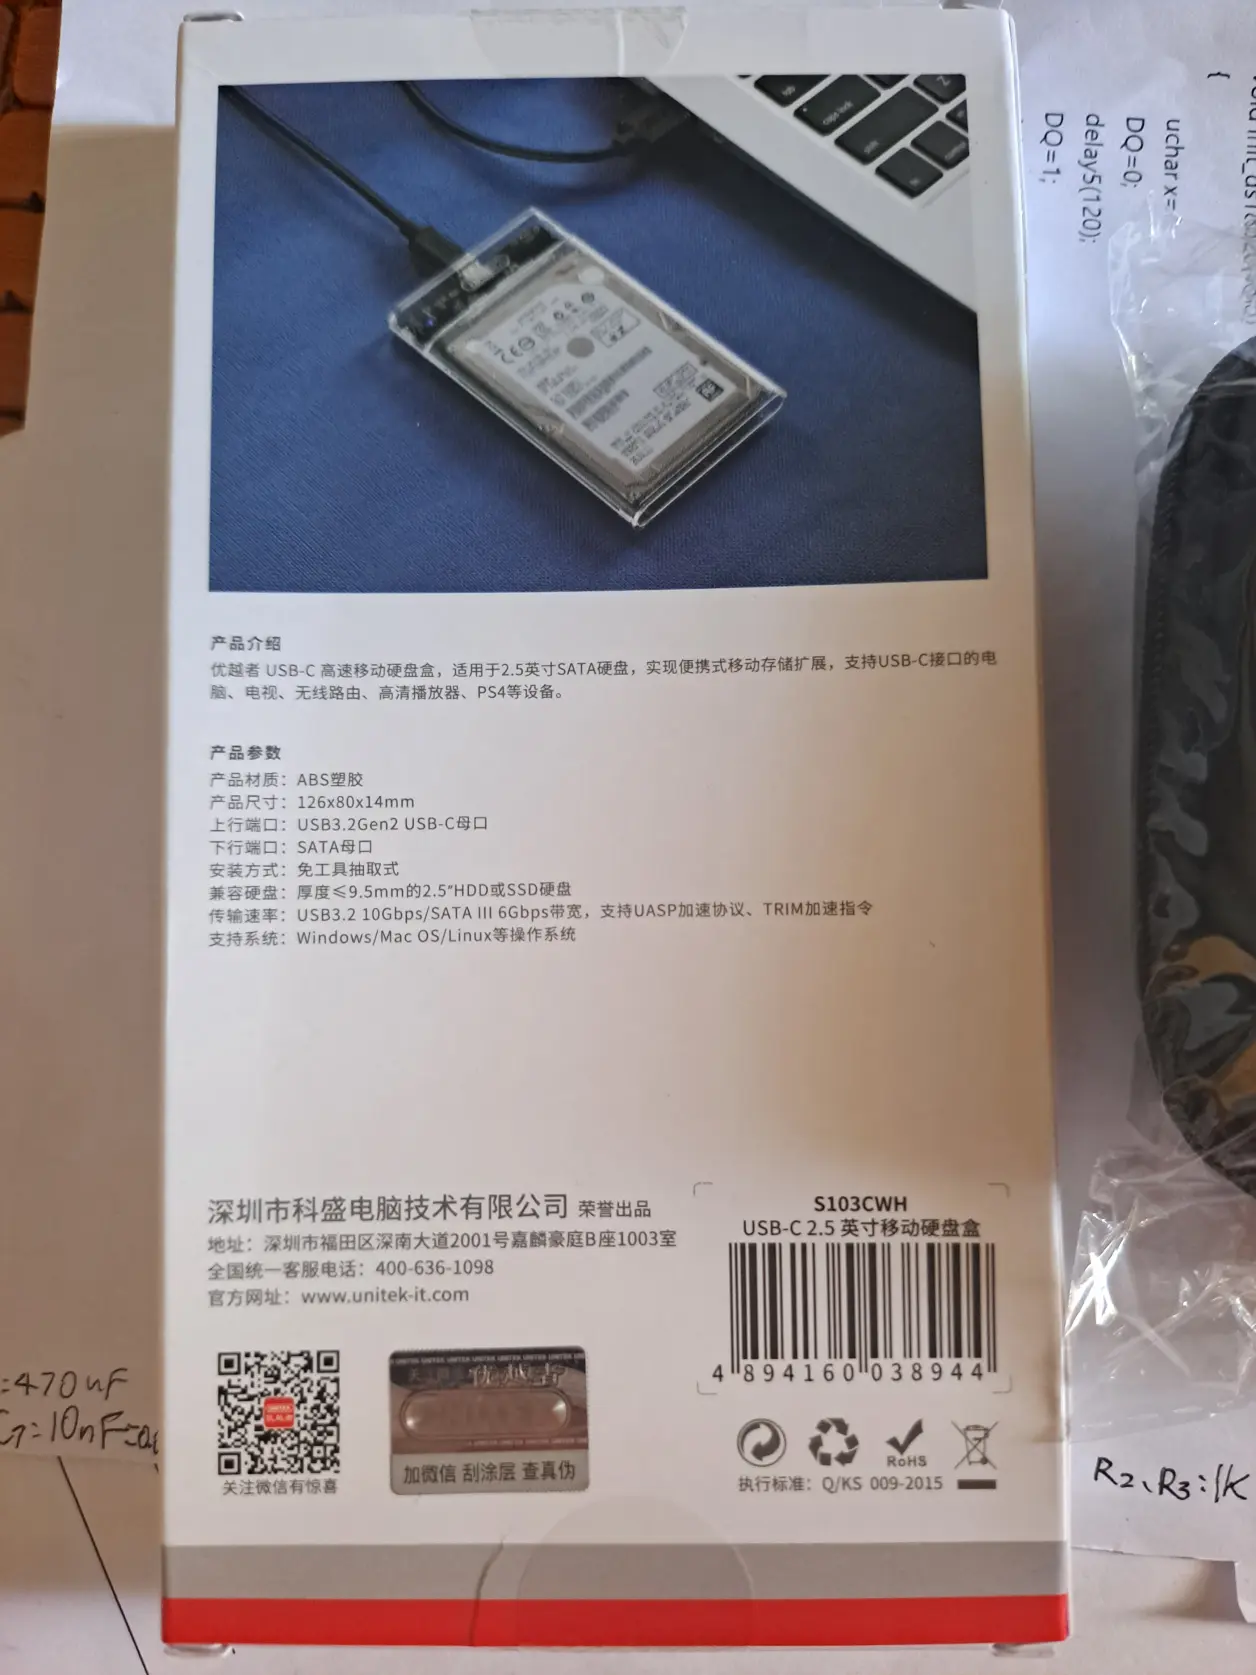 产品介绍
优越者 USB-C 高速移动硬盘盒，适用于2.5英寸SATA硬盘，实现便携式移动存储扩展，支持USB-C接口的电
脑、电视、无线路由、高清播放器、PS4等设备。
产品参数
产品材质：ABS塑胶
产品尺寸：126x80x14mm
上行端口：USB3.2Gen2 USB-C母口
下行端口：SATA母口
安装方式：免工具抽取式
兼容硬盘：厚度≤9.5mm的2.5"HDD或SSD硬盘
传输速率：USB3.2 10Gbps/SATA III 6Gbps带宽，支持UASP加速协议、TRIM加速指令
支持系统：Windows/Mac OS/Linux等操作系统
深圳市科盛电脑技术有限公司 荣誉出品
地址：深圳市福田区深南大道2001号嘉麟豪庭B座1003室
全国统一客服电话：400-636-1098
官方网址：www.unitek-it.com
关注微信有惊喜
优越者
加微信 刮涂层 查真伪
S103CWH
USB-C 2.5 英寸移动硬盘盒
4 894160 038944
RoHS
执行标准：Q/KS 009-2015
uchar x=
DQ=0;
delay5(120);
DQ=1;
{
=470nF
=10nF
R2、R3:1K